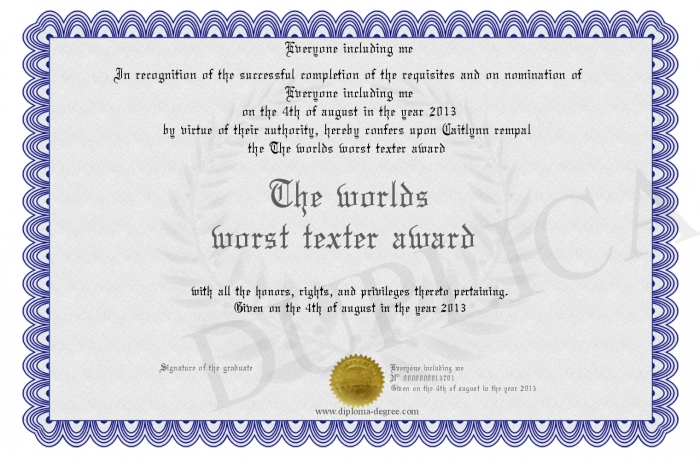 Everyone including me
In recognition of the successful completion of the requisites and on nomination of
Everyone including me
on the 4th of august in the year 2013
by virtue of their authority, hereby confers upon Caitlynn rempal
the The worlds worst texter award
The worlds
worst texter award
with all the honors, rights, and privileges thereto pertaining.
Given on the 4th of august in the year 2013
DUPLICA
Signature of the graduate
Everyone including me
Nº 0000000013701
Given on the 4th of august in the year 2013
www.diploma-degree.com